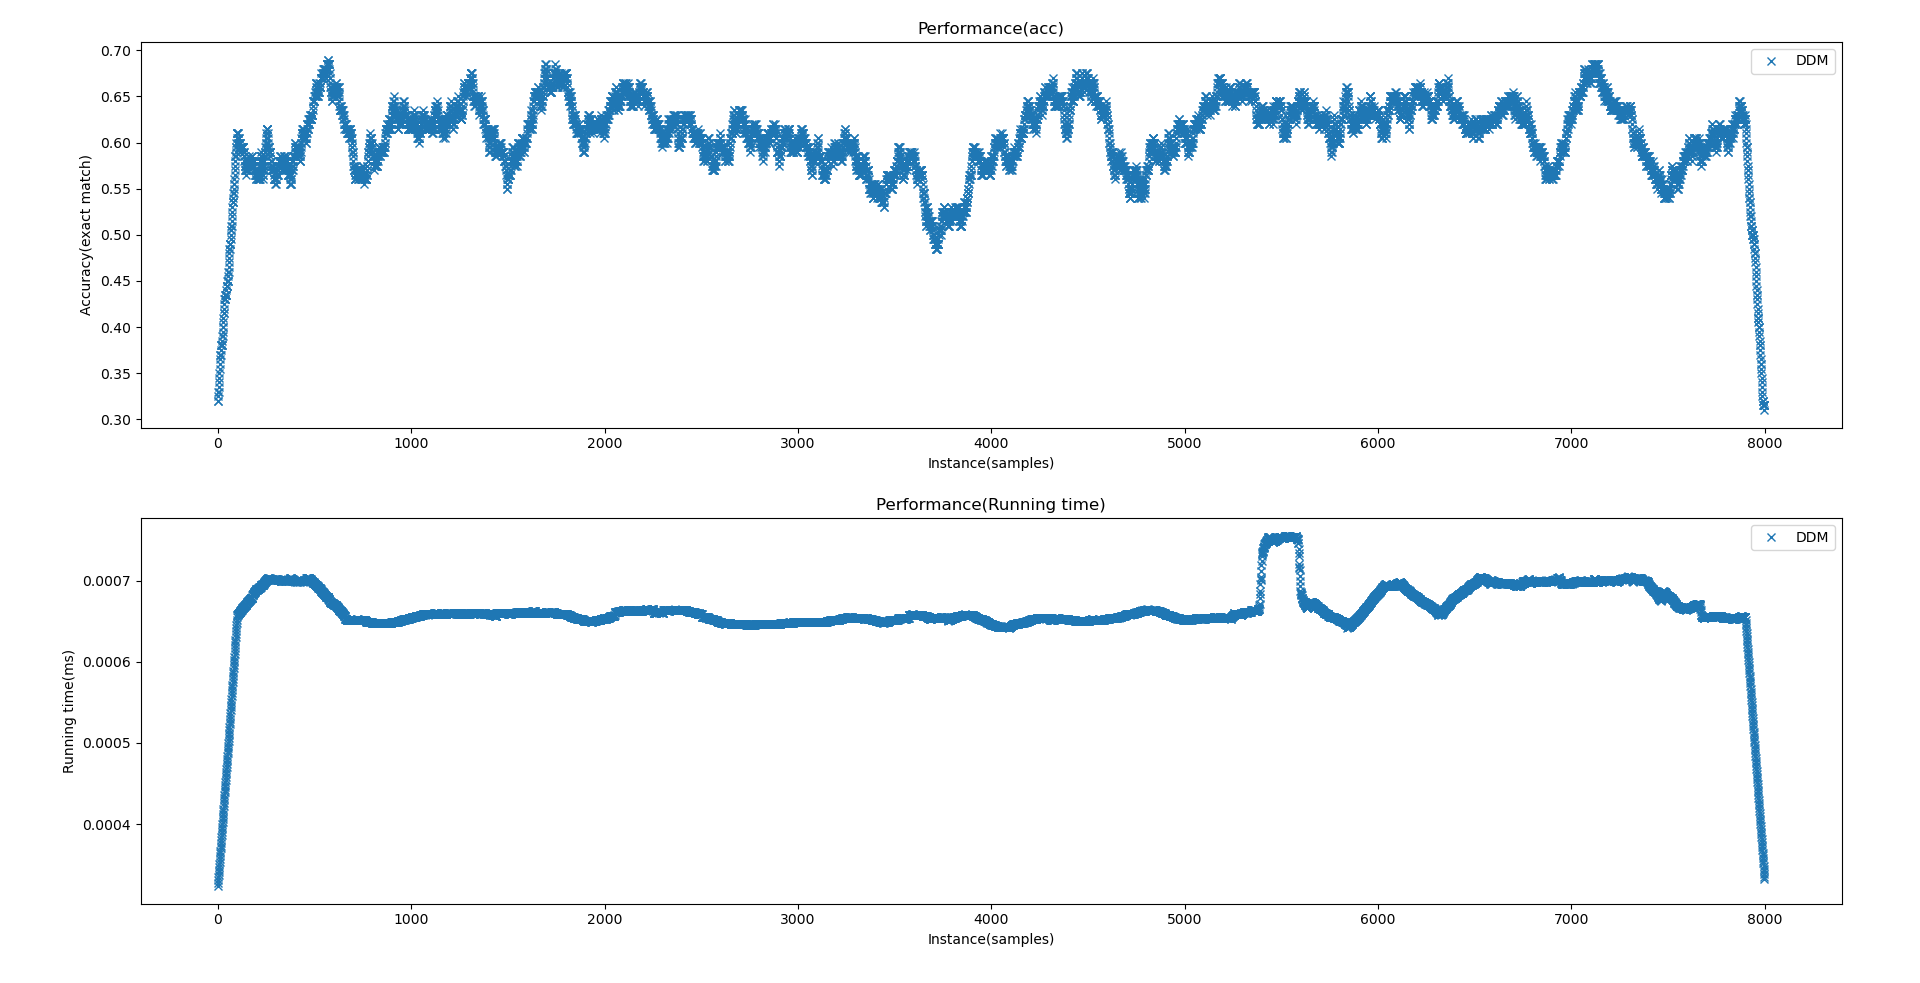 Performance(acc)
DDM
Accuracy(exact match)
0.70
0.65
0.60
0.55
0.50
0.45
0.40
0.35
0.30
0 1000 2000 3000 4000 5000 6000 7000 8000
Instance(samples)
Performance(Running time)
DDM
Running time(ms)
0.0007
0.0006
0.0005
0.0004
0 1000 2000 3000 4000 5000 6000 7000 8000
Instance(samples)